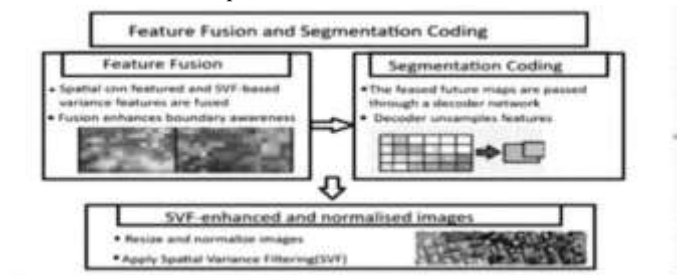 Feature Fusion and Segmentation Coding
Feature Fusion
• Spatial cnn featured and SVF-based
variance features are fused
• Fusion enhances boundary awareness
Segmentation Coding
• The feased future maps are passed
through a decoder network
• Decoder unsamples features
SVF-enhanced and normalised images
• Resize and normalize images
• Apply Spatial Variance Filtering(SVF)